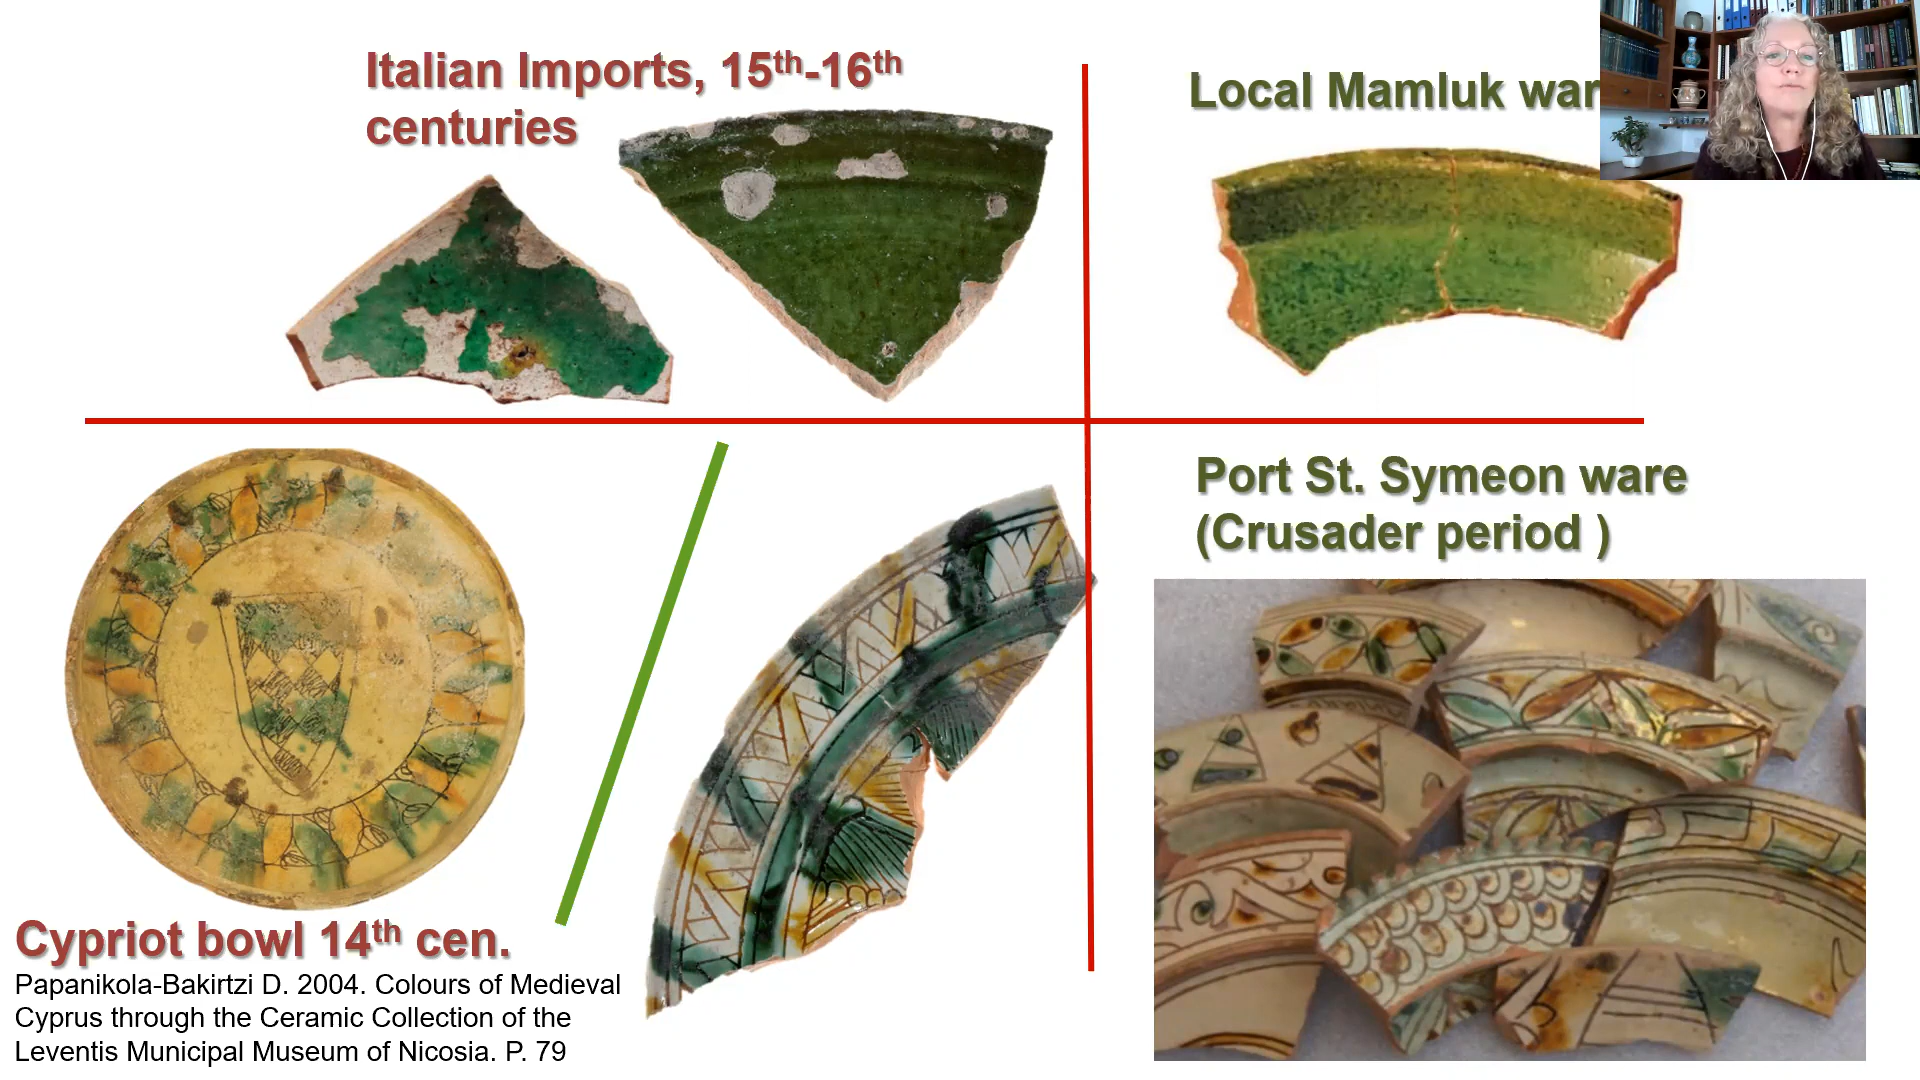 Italian Imports, 15th-16th
centuries
Local Mamluk
Port St. Symeon ware
(Crusader period )
Cypriot bowl 14th cen.
Papanikola-Bakirtzi D. 2004. Colours of Medieval
Cyprus through the Ceramic Collection of the
Leventis Municipal Museum of Nicosia. P. 79